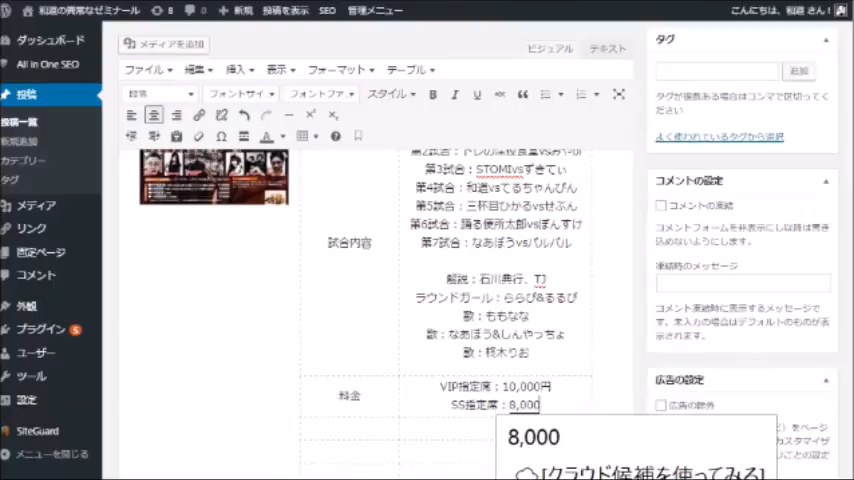 和道の異常なゼミナール 8 0 新規 投稿を表示 SEO 管理メニュー こんにちは、和道 さん！
ダッシュボード
All in One SEO
投稿
投稿一覧
新規追加
カテゴリー
タグ
メディア
リンク
固定ページ
コメント
外観
プラグイン 5
ユーザー
ツール
設定
SiteGuard
メニューを閉じる
メディアを追加
ビジュアル テキスト
ファイル 編集 挿入 表示 フォーマット テーブル
段落 フォントサイ フォントファ スタイル B I U ABC
第3試合：STOMIvsずきてぃ
第4試合：和道vsてるちゃんぴん
第5試合：三杯目ひかるvsせぶん
第6試合：踊る便所太郎vsぽんすけ
第7試合：なあぼうvsバルバル
試合内容
解説：石川典行、TJ
ラウンドガール：ららぴ&るるぴ
歌：ももなな
歌：なあぼう&しんやっちょ
歌：柊木りお
料金
VIP指定席：10,000円
SS指定席：8,000
8,000
[クラウド候補を使ってみる]
タグ
追加
タグが複数ある場合はコンマで区切ってください
よく使われているタグから選択
コメントの設定
コメントの凍結
コメントフォームを非表示にし以降は書き
込めないようにします。
凍結時のメッセージ
コメント凍結時に表示するメッセージで
す。未入力の場合はデフォルトのものが表
示されます。
広告の設定
広告の除外